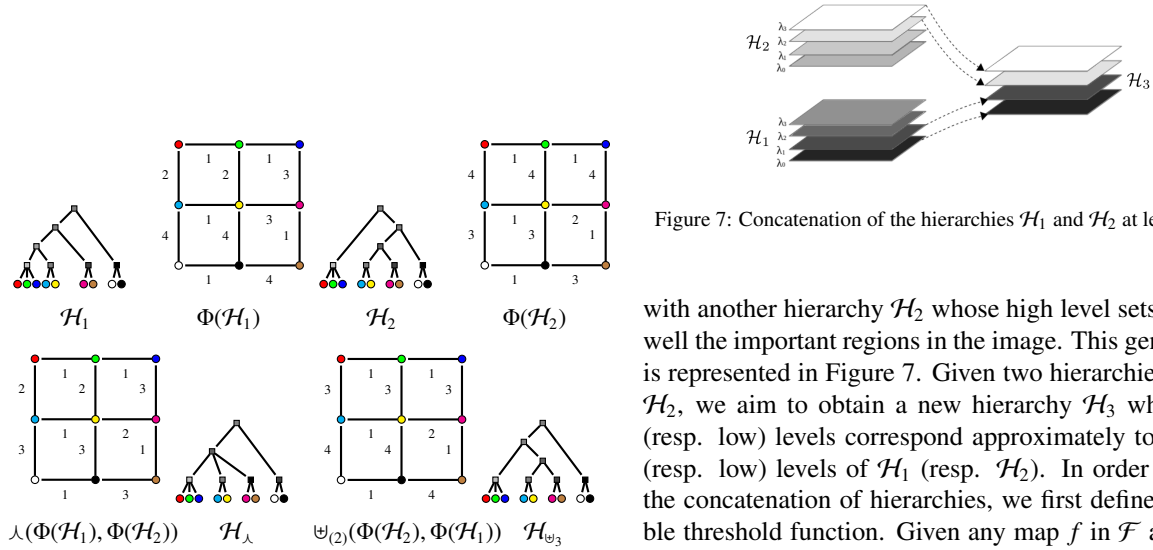 1 1 1 1
2 2 3 4 4 4
1 3 1 2
4 4 1 3 3 1
1 4 1 3
ℋ₁ Φ(ℋ₁) ℋ₂ Φ(ℋ₂)
1 1 1 1
2 2 3 3 3 3
1 2 1 2
3 3 1 4 4 1
1 3 1 4
⋏(Φ(ℋ₁), Φ(ℋ₂)) ℋ⋏ ⊎₍₂₎(Φ(ℋ₂), Φ(ℋ₁)) ℋ⊎₃
λ₃
λ₂
ℋ₂
λ₁
λ₀
ℋ₃
λ₃
ℋ₁ λ₂
λ₁
λ₀
Figure 7: Concatenation of the hierarchies ℋ₁ and ℋ₂ at le
with another hierarchy ℋ₂ whose high level sets
well the important regions in the image. This gen
is represented in Figure 7. Given two hierarchie
ℋ₂, we aim to obtain a new hierarchy ℋ₃ wh
(resp. low) levels correspond approximately to
(resp. low) levels of ℋ₁ (resp. ℋ₂). In order
the concatenation of hierarchies, we first define
ble threshold function. Given any map f in ℱ a